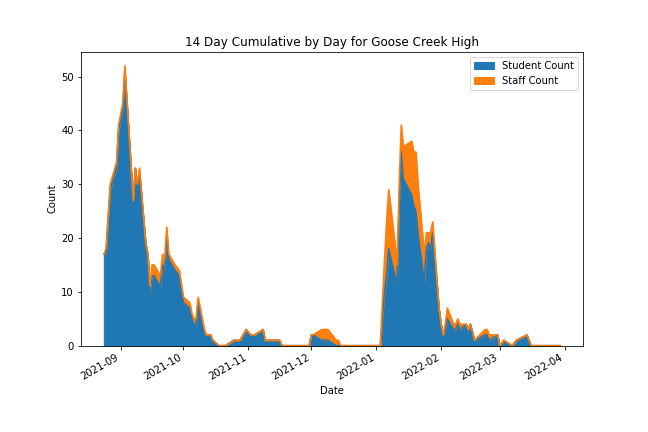 14 Day Cumulative by Day for Goose Creek High
Student Count
Staff Count
50
40
30
20
10
0
Count
2021-09
2021-10
2021-11
2021-12
2022-01
2022-02
2022-03
2022-04
Date